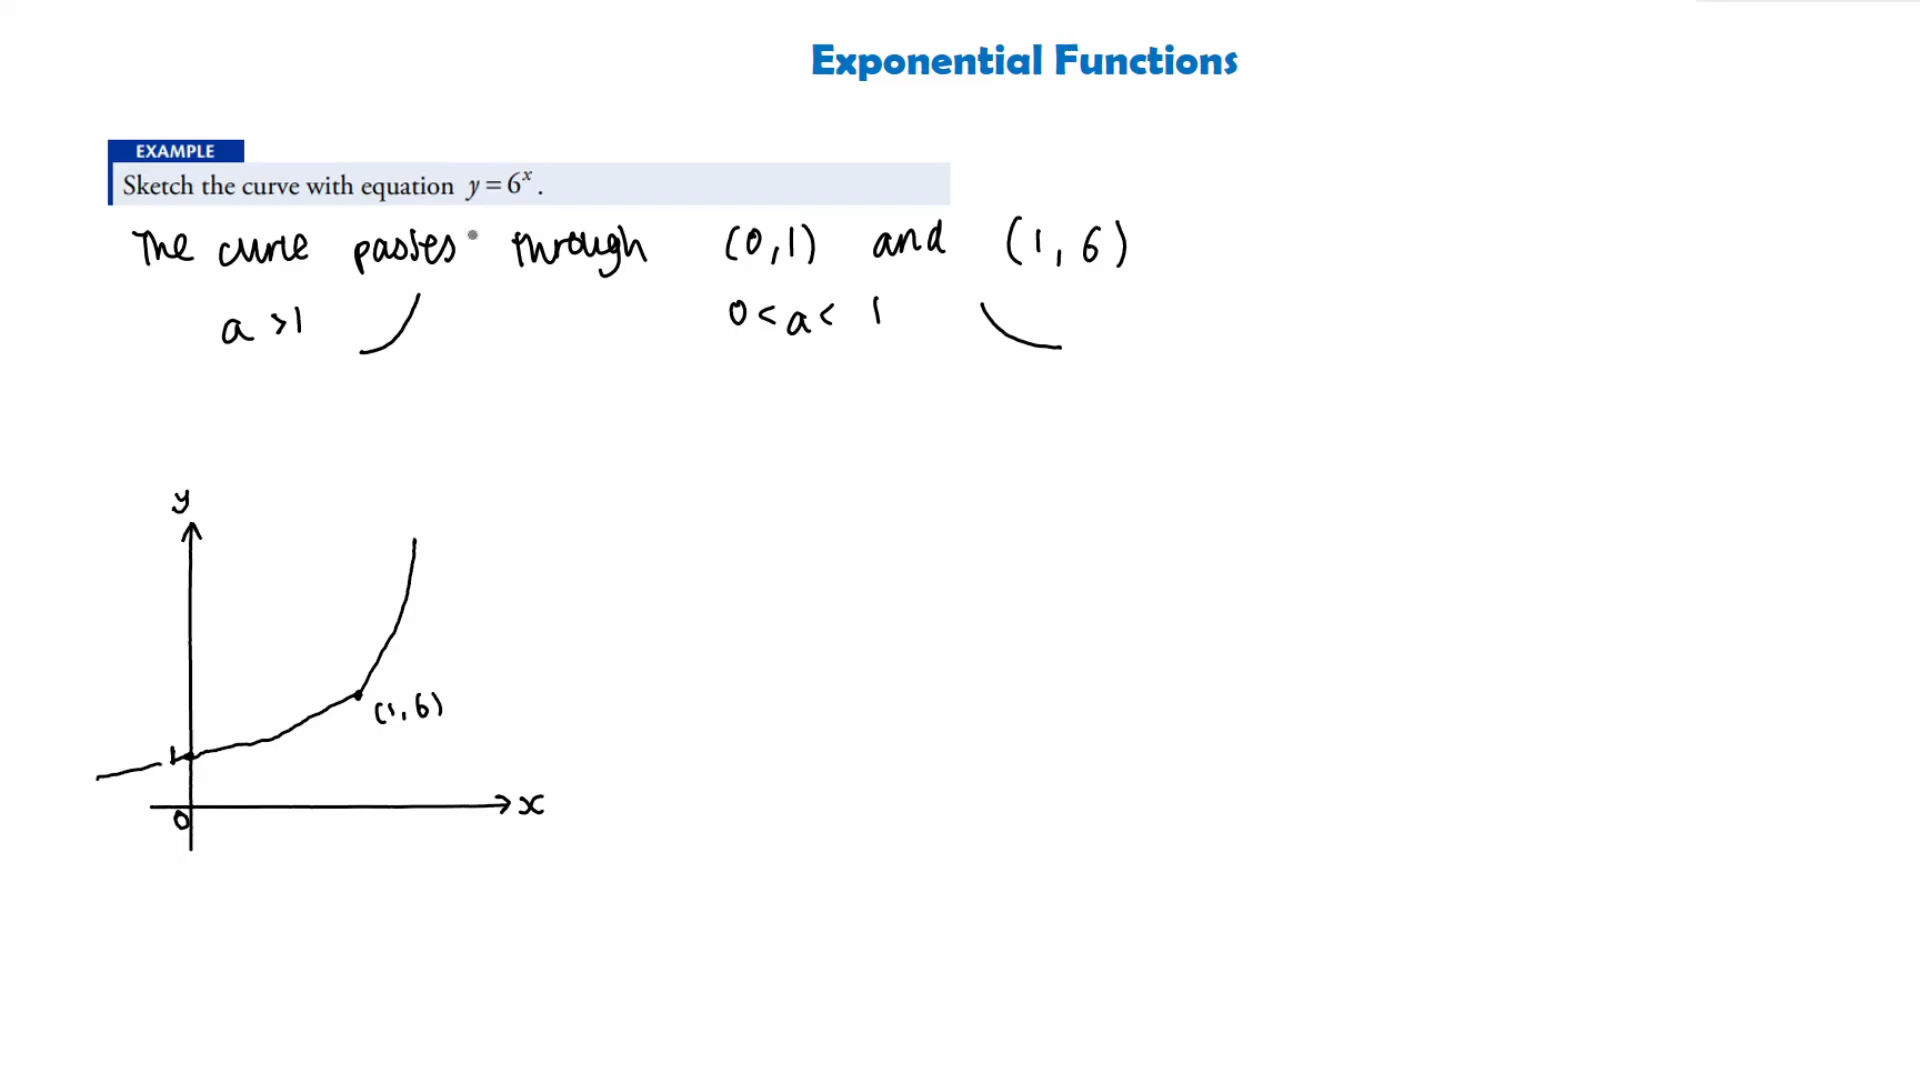 Exponential Functions
EXAMPLE
Sketch the curve with equation y = 6^x .
The curve passes through (0,1) and (1, 6)
a > 1 0 < a < 1
y
(1, 6)
1
x
0